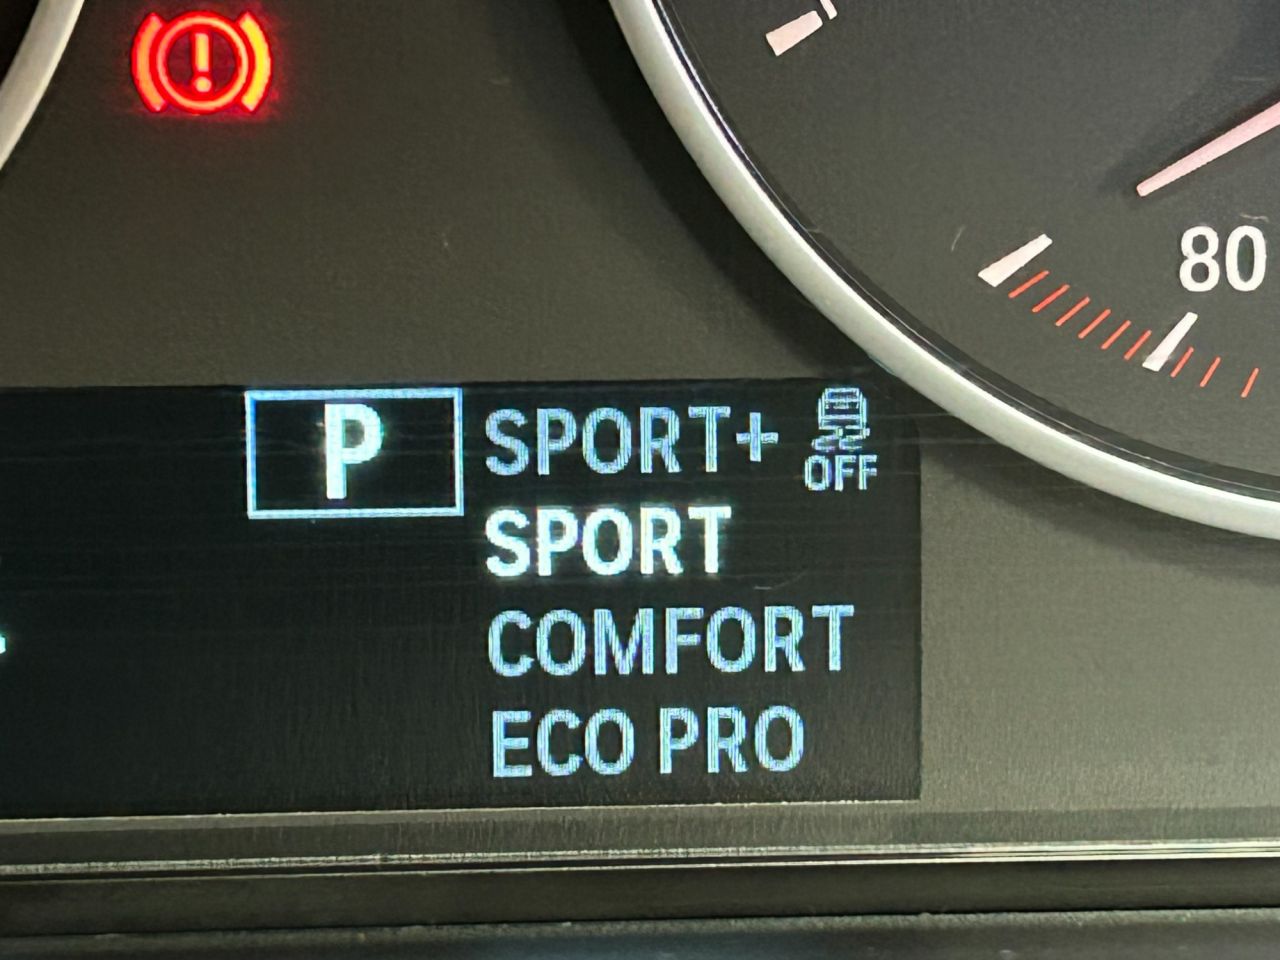 80
P SPORT+ OFF
SPORT
COMFORT
ECO PRO